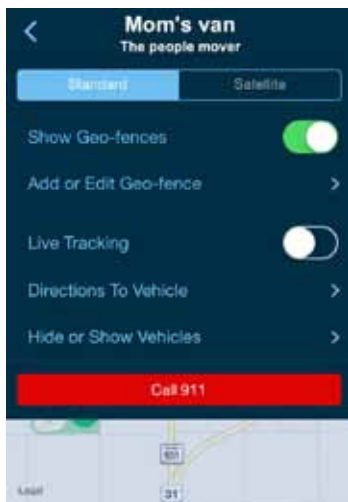 Mom's van
The people mover
Standard Satellite
Show Geo-fences
Add or Edit Geo-fence
Live Tracking
Directions To Vehicle
Hide or Show Vehicles
Call 911
31
Legal